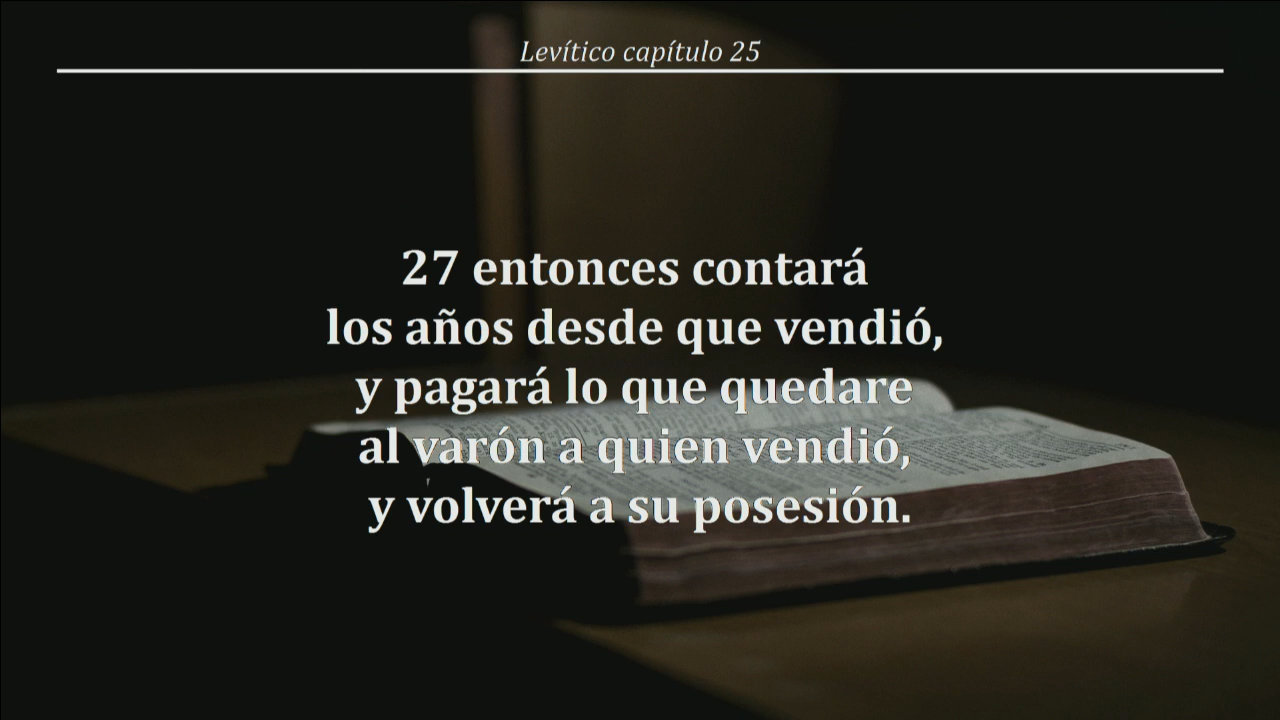 Levítico capítulo 25
27 entonces contará
los años desde que vendió,
y pagará lo que quedare
al varón a quien vendió,
y volverá a su posesión.